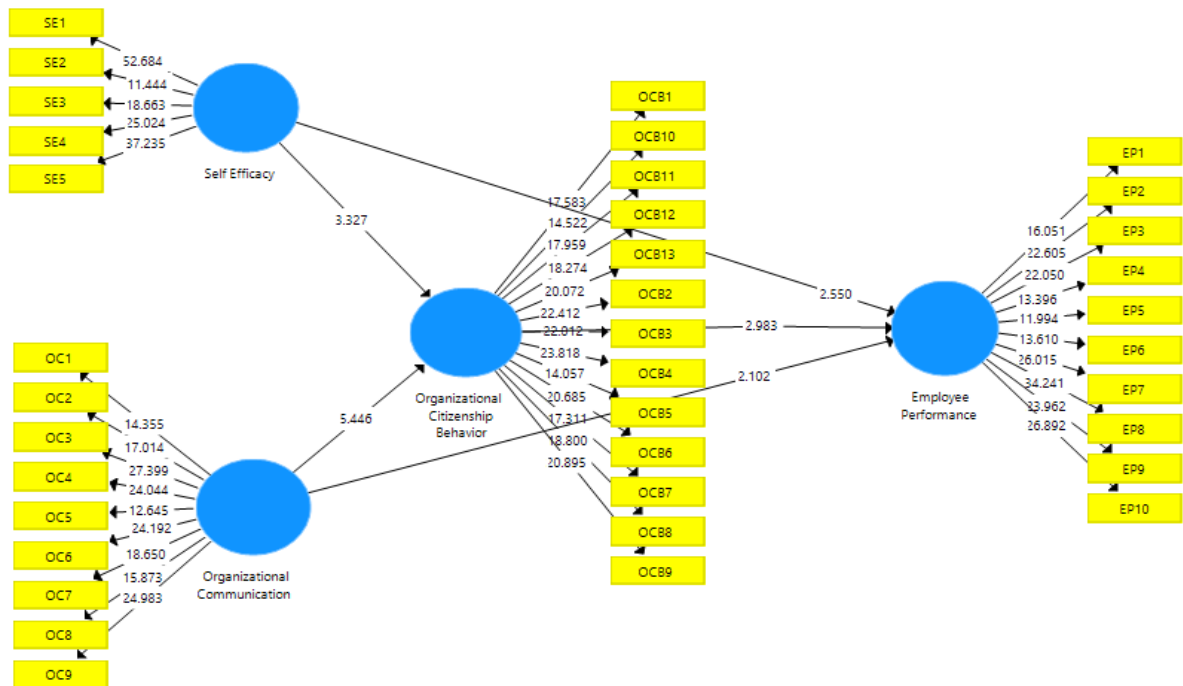 SE1
SE2
SE3
SE4
SE5
52.684
11.444
18.663
25.024
37.235
Self Efficacy
3.327
OC1
OC2
OC3
OC4
OC5
OC6
OC7
OC8
OC9
14.355
17.014
27.399
24.044
12.645
24.192
18.650
15.873
24.983
Organizational
Communication
5.446
Organizational
Citizenship
Behavior
17.583
14.522
17.959
18.274
20.072
22.412
22.812
23.818
14.057
20.685
17.311
18.800
20.895
OCB1
OCB10
OCB11
OCB12
OCB13
OCB2
OCB3
OCB4
OCB5
OCB6
OCB7
OCB8
OCB9
2.550
2.983
2.102
Employee
Performance
16.051
22.605
22.050
13.396
11.994
13.610
26.015
34.241
23.962
26.892
EP1
EP2
EP3
EP4
EP5
EP6
EP7
EP8
EP9
EP10